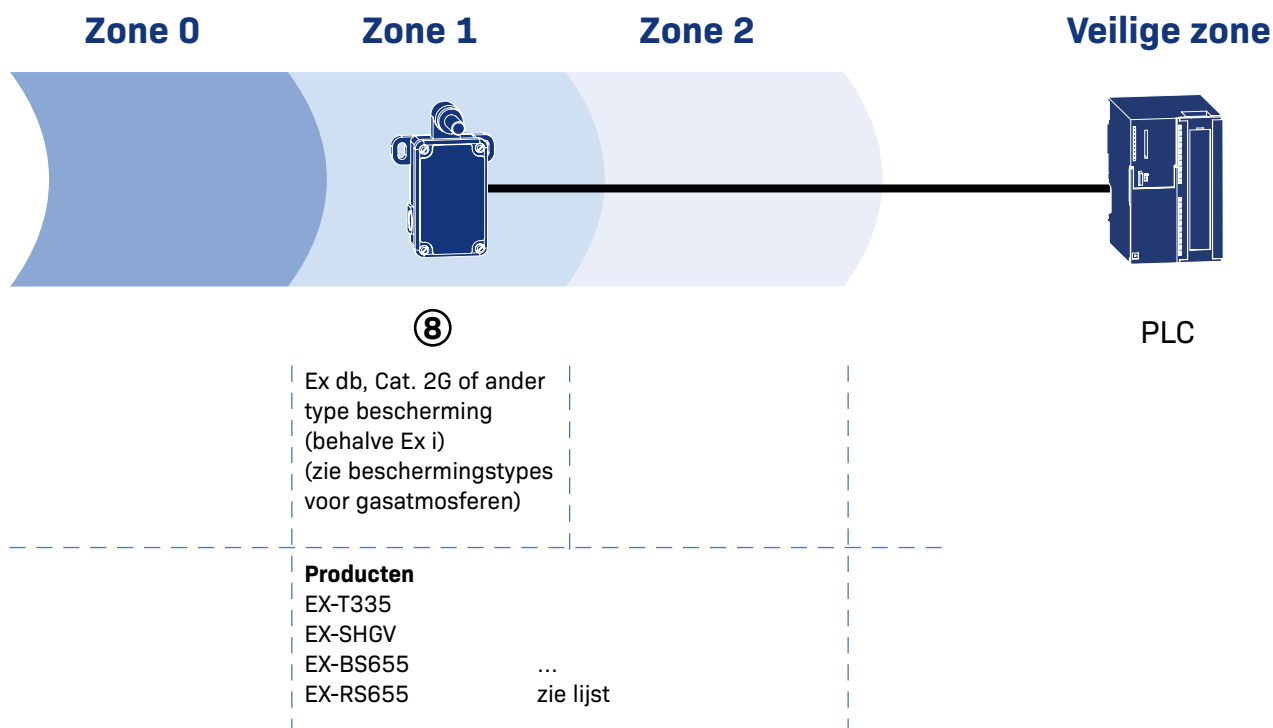 Zone 0 Zone 1 Zone 2 Veilige zone
⑧ PLC
Ex db, Cat. 2G of ander
type bescherming
(behalve Ex i)
(zie beschermingstypes
voor gasatmosferen)
Producten
EX-T335
EX-SHGV
EX-BS655 ...
EX-RS655 zie lijst